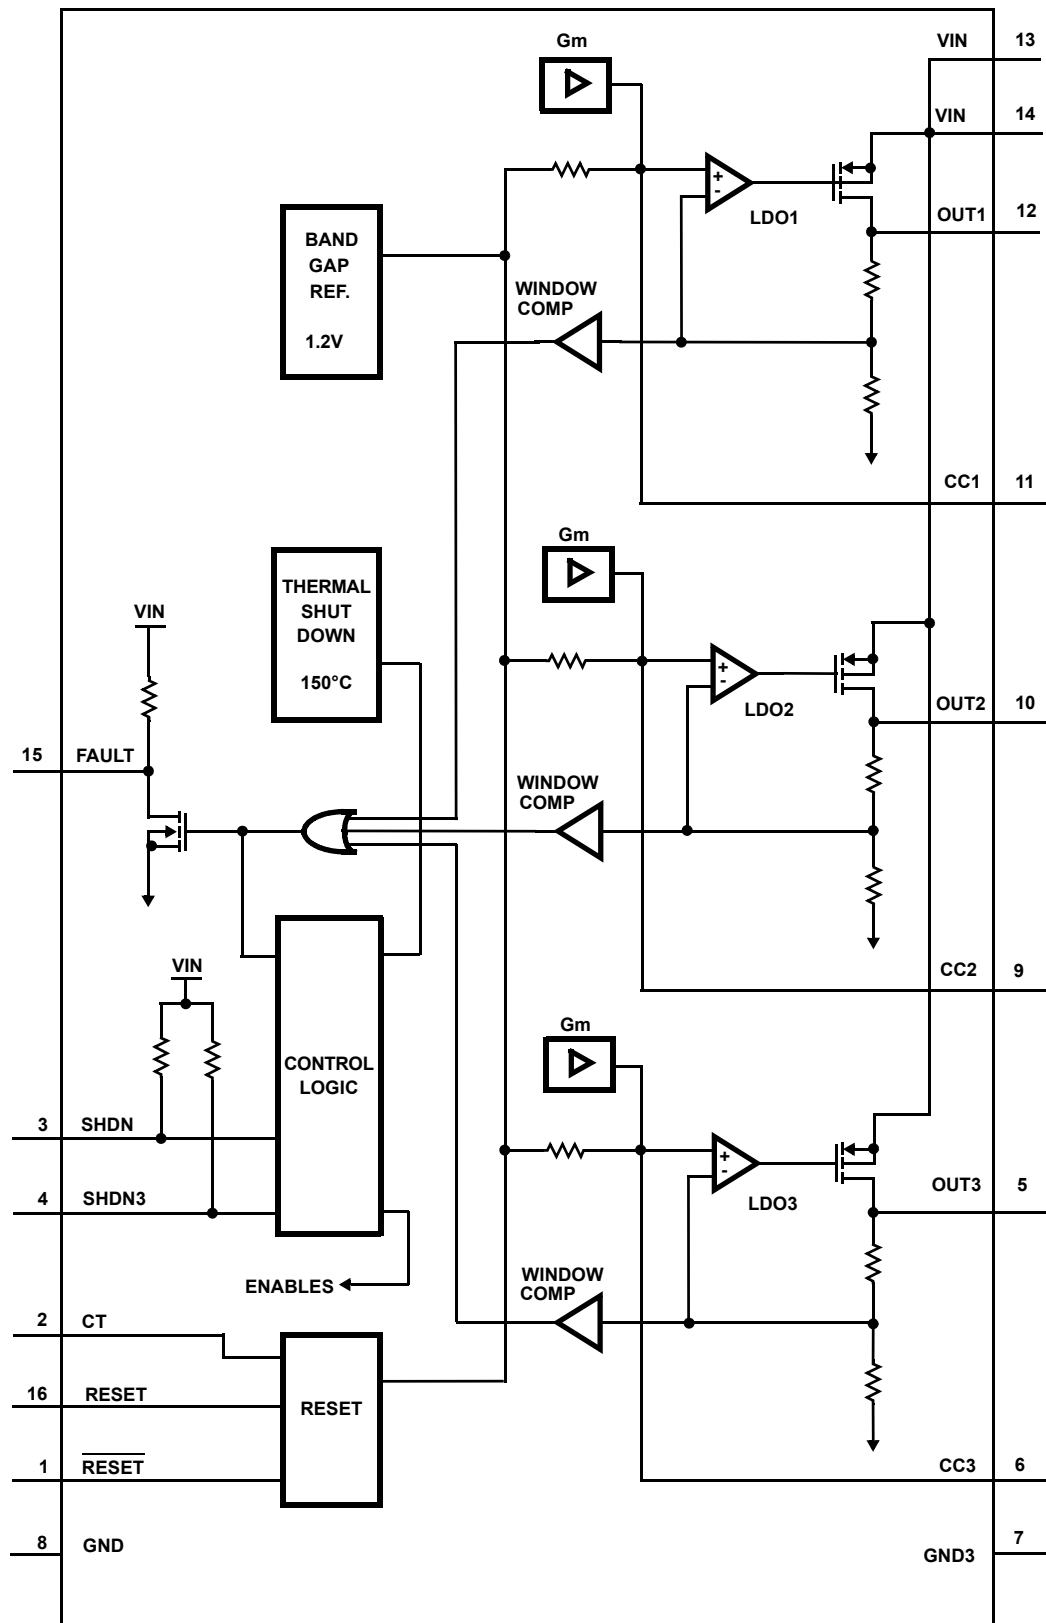 Gm
VIN 13
VIN 14
+
-
LDO1
OUT1 12
BAND
GAP
REF.
1.2V
WINDOW
COMP
CC1 11
Gm
THERMAL
SHUT
DOWN
150°C
VIN
+
-
LDO2
OUT2 10
15 FAULT
WINDOW
COMP
VIN
CC2 9
Gm
CONTROL
LOGIC
3 SHDN
+
-
LDO3
4 SHDN3
OUT3 5
ENABLES
WINDOW
COMP
2 CT
16 RESET
RESET
1 RESET
CC3 6
8 GND
GND3 7